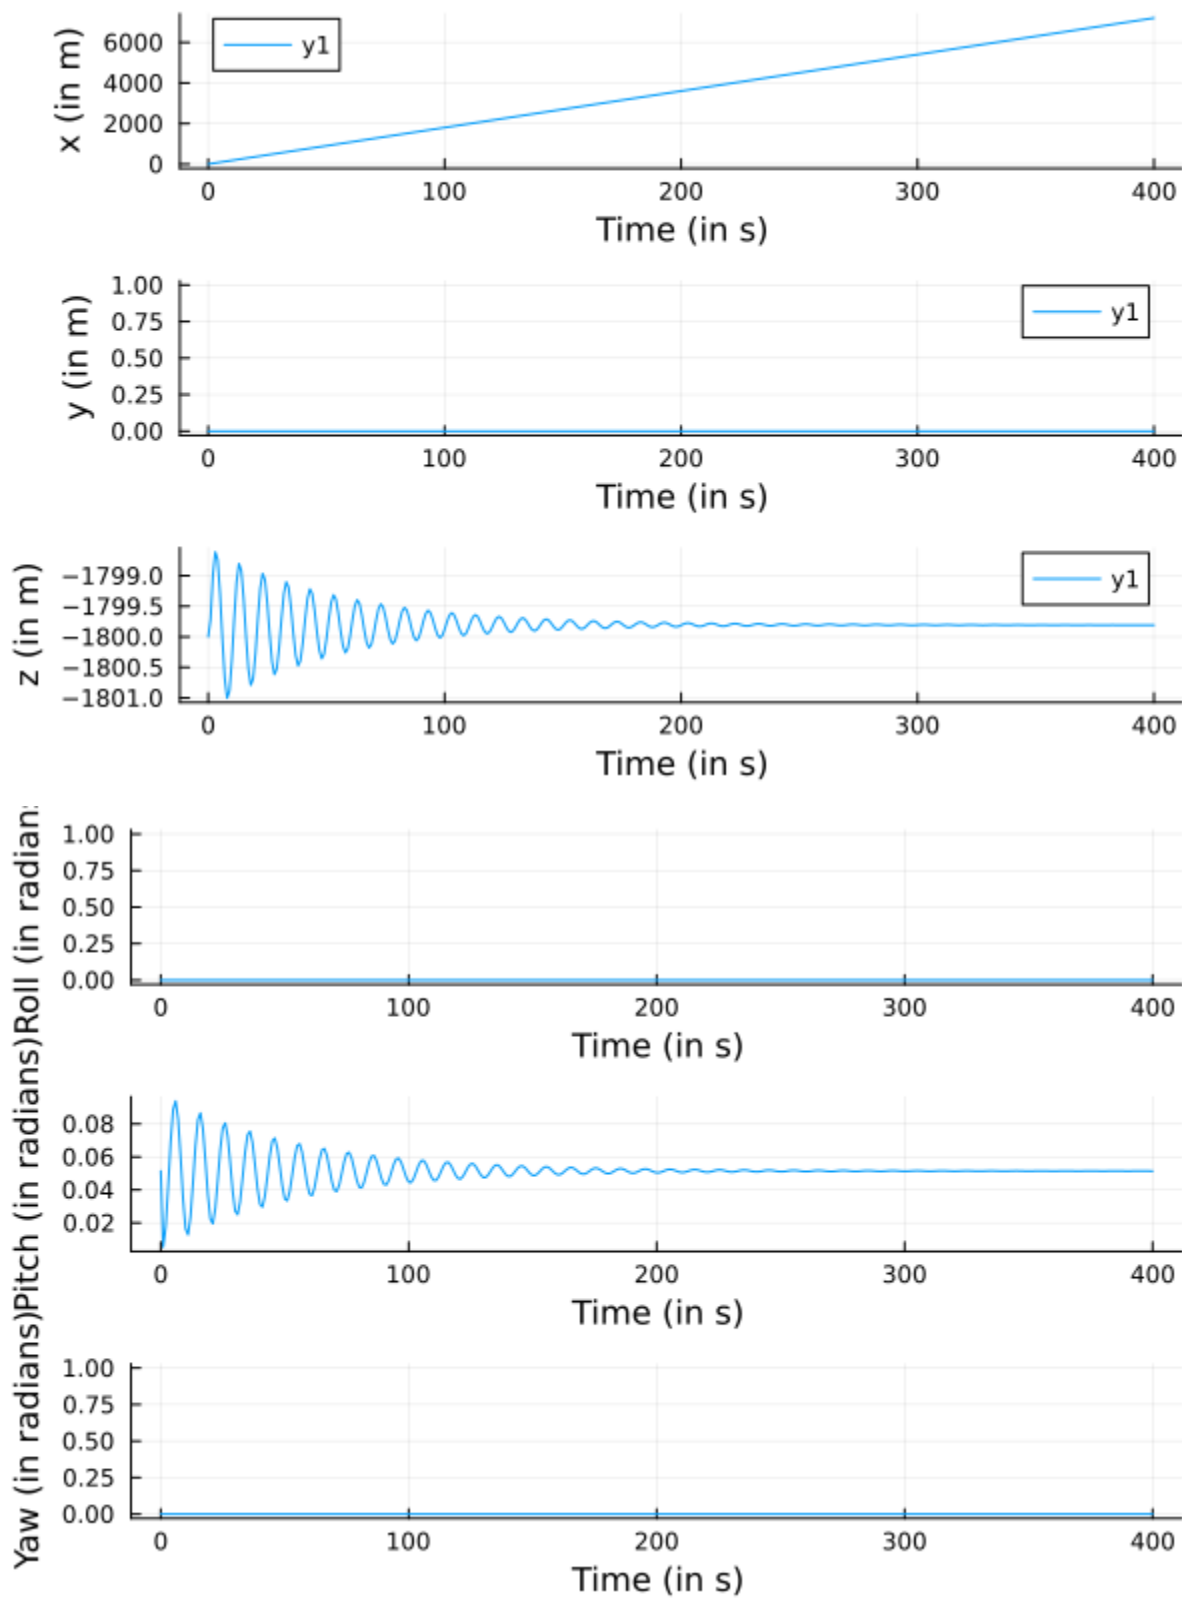 x (in m)
6000
4000
2000
0
y1
0 100 200 300 400
Time (in s)
y (in m)
1.00
0.75
0.50
0.25
0.00
y1
0 100 200 300 400
Time (in s)
z (in m)
−1799.0
−1799.5
−1800.0
−1800.5
−1801.0
y1
0 100 200 300 400
Time (in s)
Roll (in radians
1.00
0.75
0.50
0.25
0.00
0 100 200 300 400
Time (in s)
Pitch (in radians)
0.08
0.06
0.04
0.02
0 100 200 300 400
Time (in s)
Yaw (in radians)
1.00
0.75
0.50
0.25
0.00
0 100 200 300 400
Time (in s)